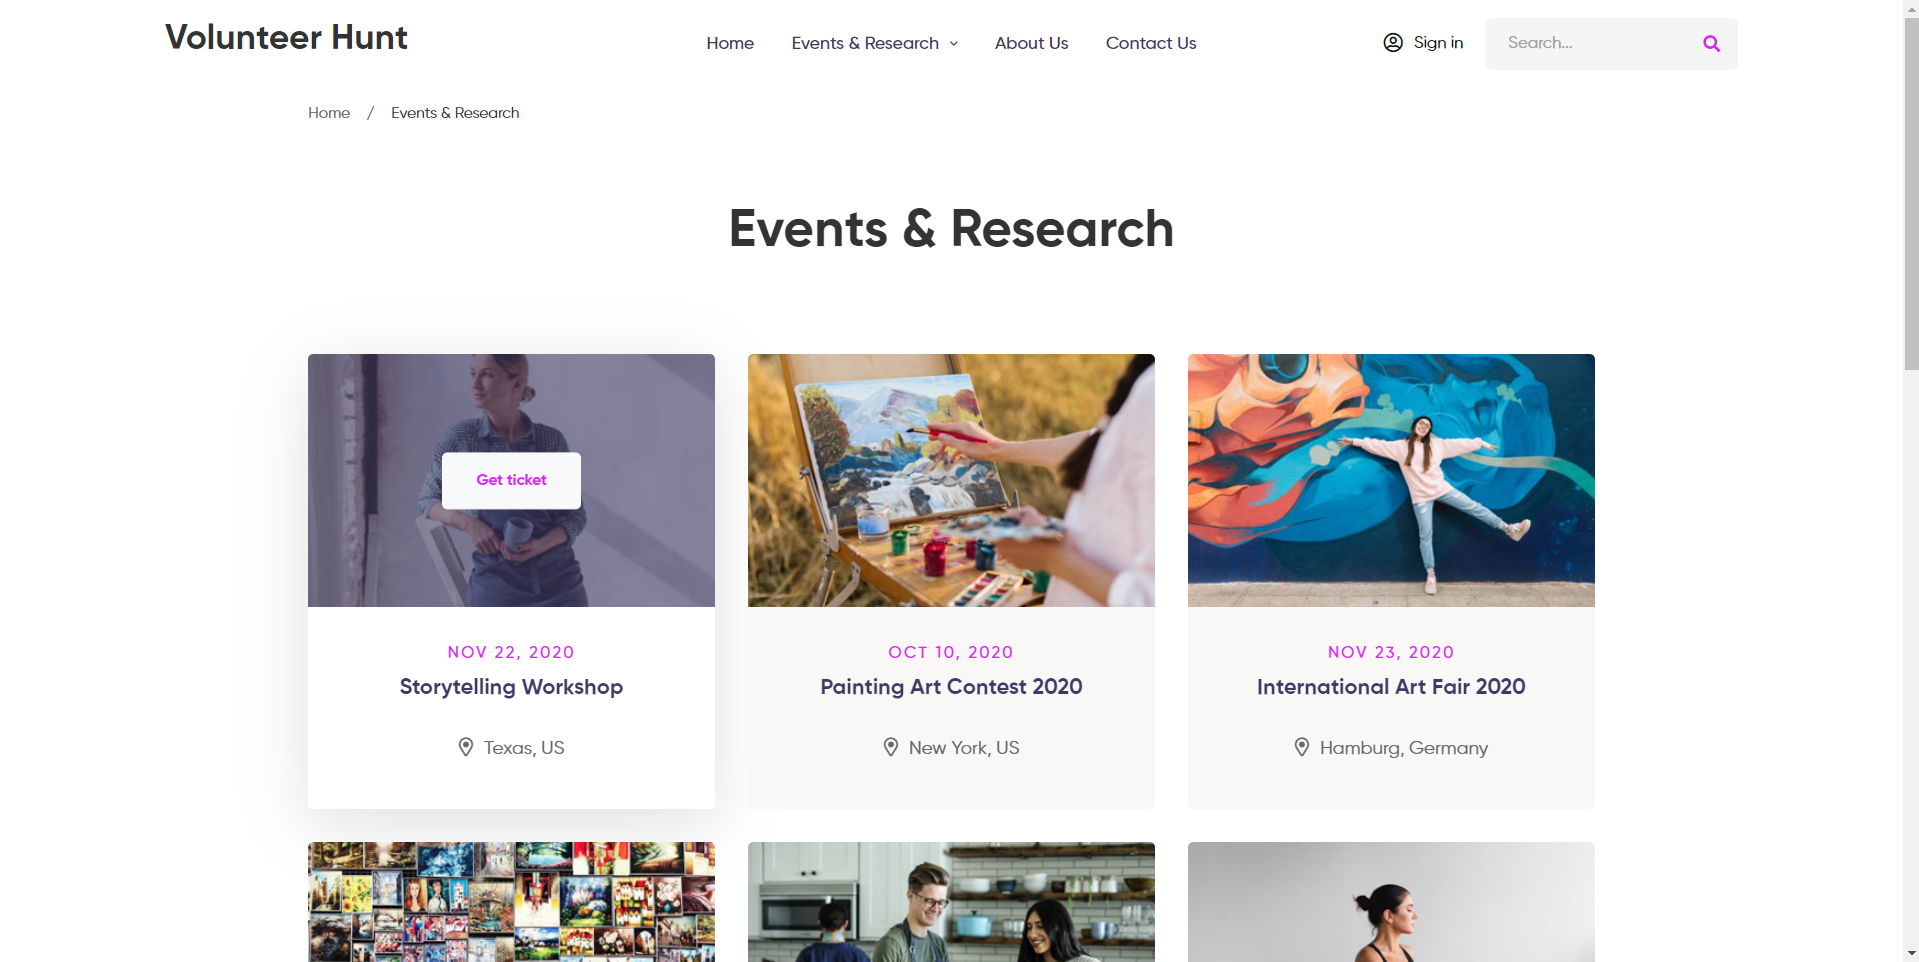 Volunteer Hunt
Home
Events & Research
About Us
Contact Us
Sign in
Search...
Home / Events & Research
Events & Research
Get ticket
NOV 22, 2020
Storytelling Workshop
Texas, US
OCT 10, 2020
Painting Art Contest 2020
New York, US
NOV 23, 2020
International Art Fair 2020
Hamburg, Germany